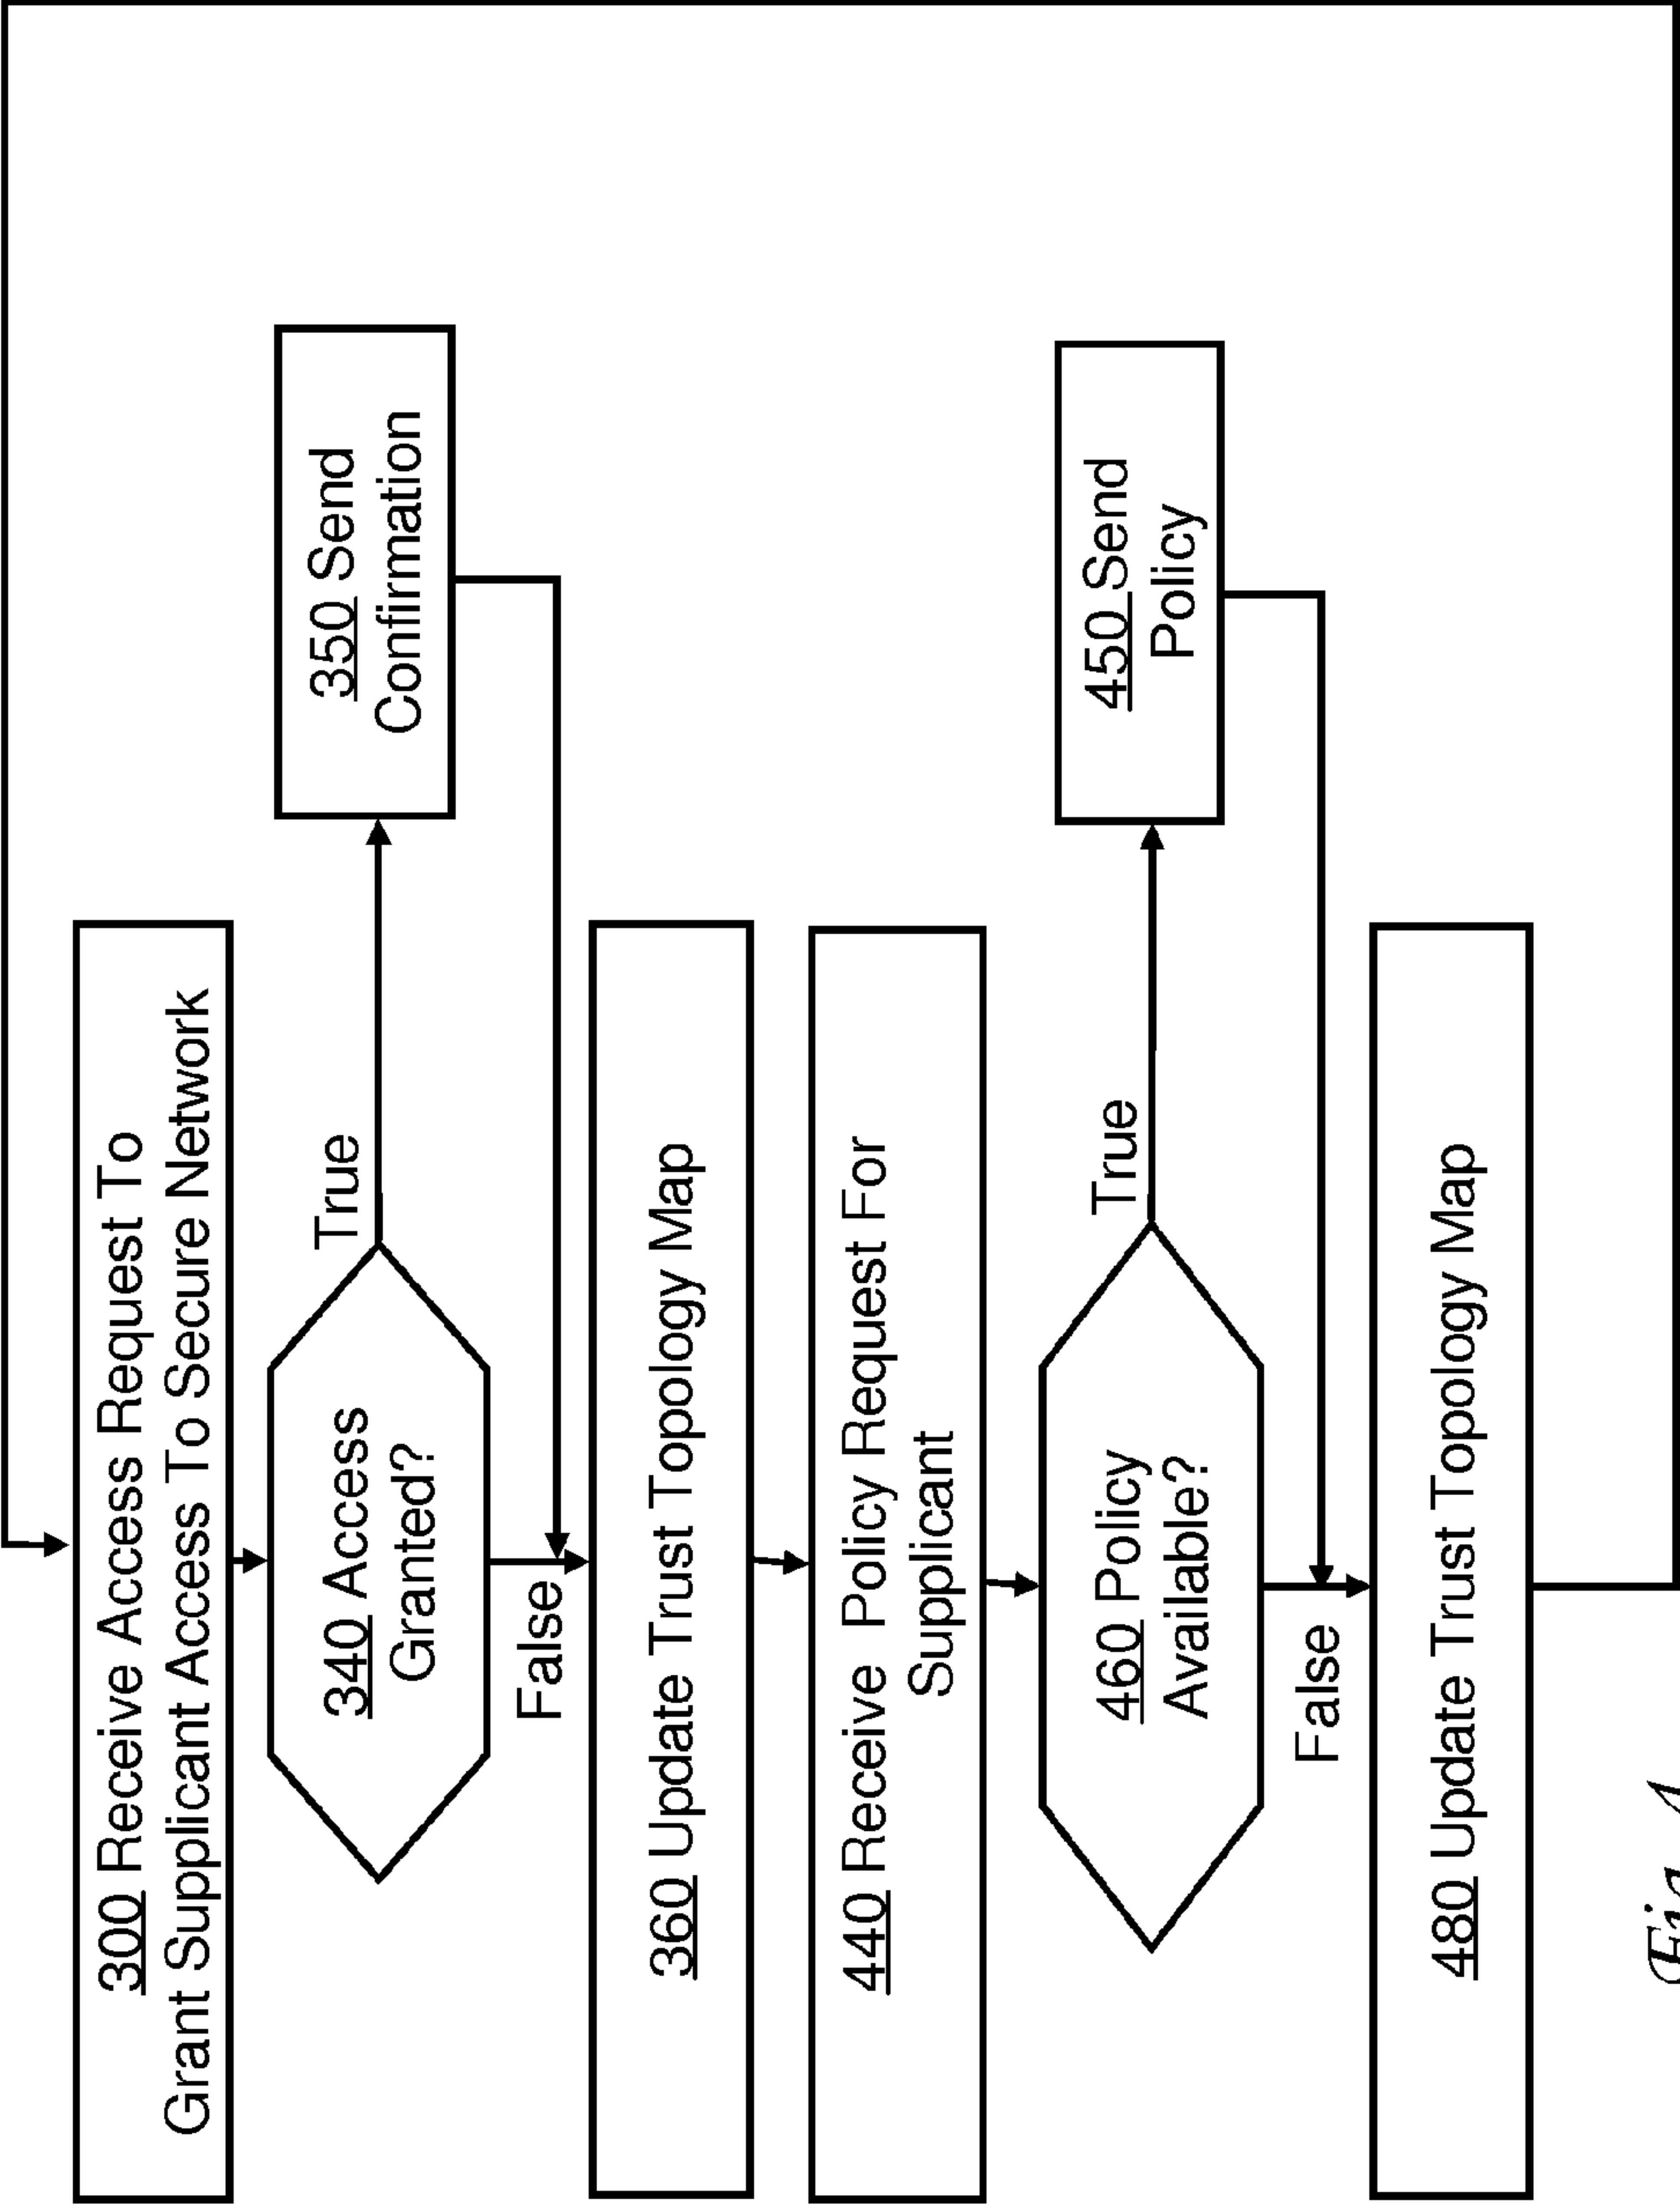 300 Receive Access Request To
Grant Supplicant Access To Secure Network
340 Access
Granted?
True
350 Send
Confirmation
False
360 Update Trust Topology Map
440 Receive Policy Request For
Supplicant
460 Policy
Available?
True
450 Send
Policy
False
480 Update Trust Topology Map
Fig. 4